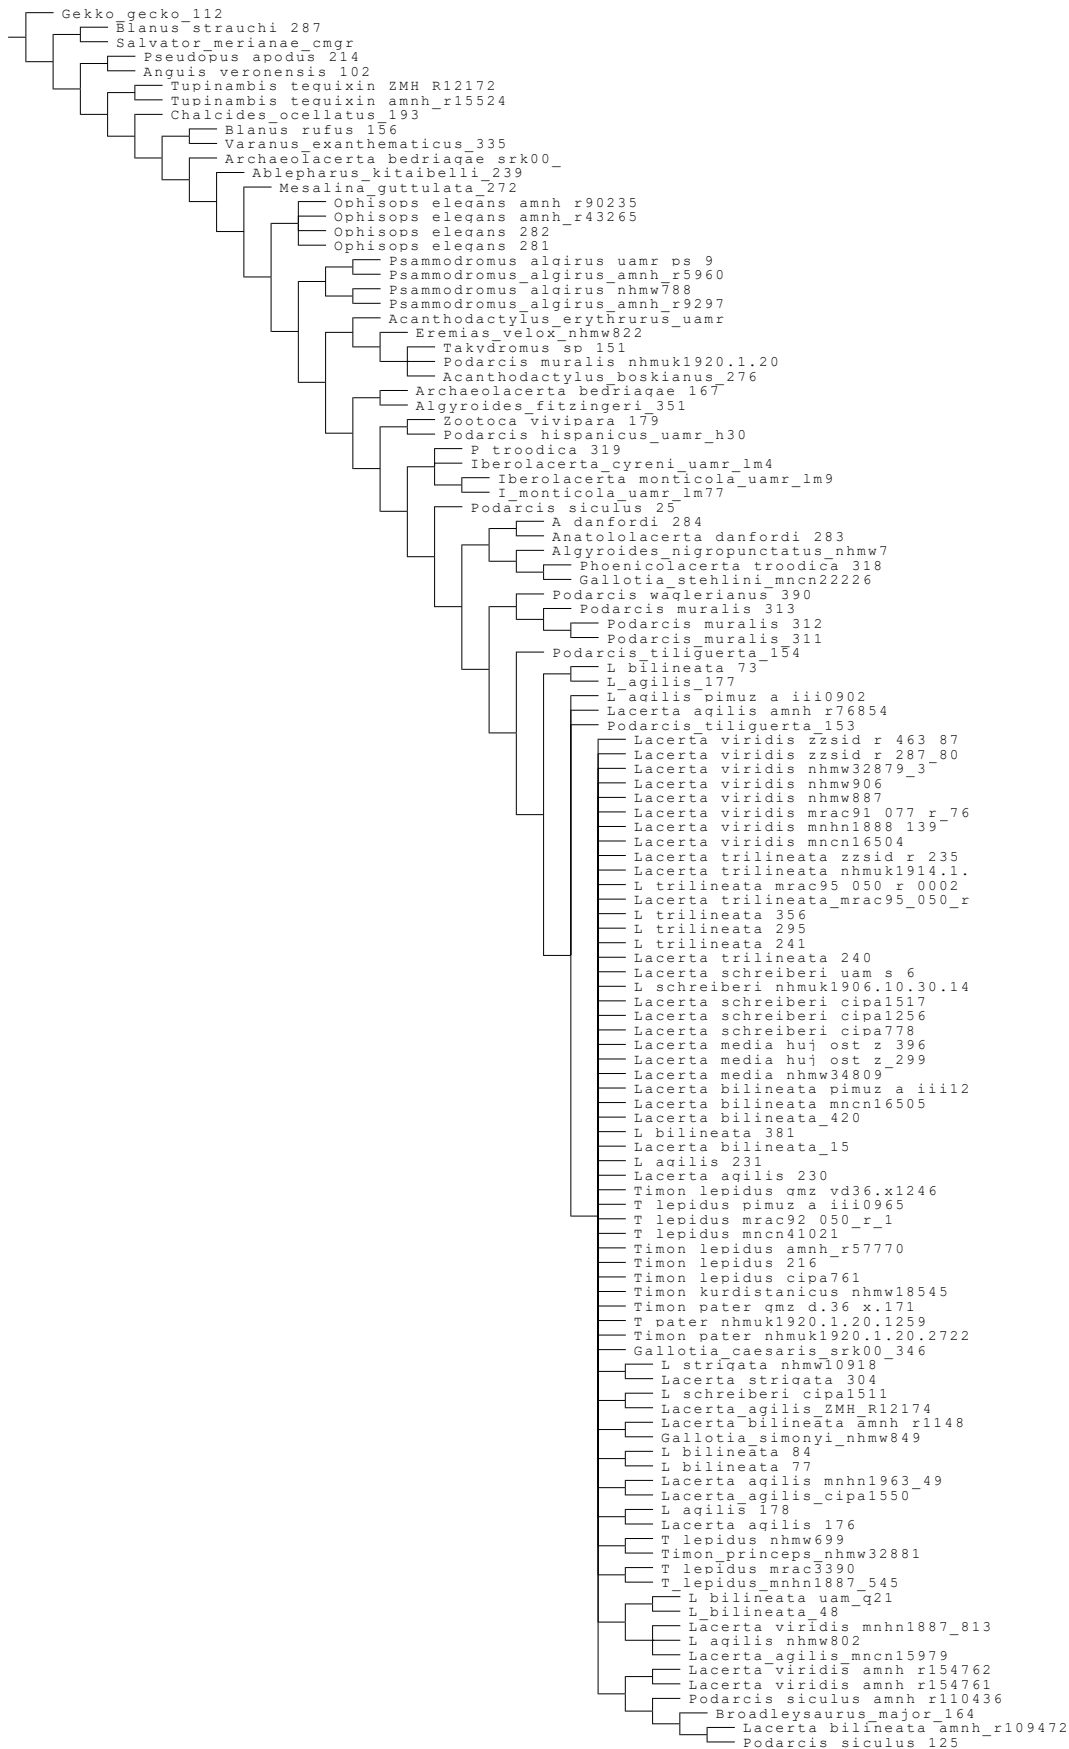 Gekko_gecko_112
Blanus_strauchi_287
Salvator_merianae_cmgr
Pseudopus_apodus_214
Anguis_veronensis_102
Tupinambis_teguixin_ZMH_R12172
Tupinambis_teguixin_amnh_r15524
Chalcides_ocellatus_193
Blanus_rufus_156
Varanus_exanthematicus_335
Archaeolacerta_bedriagae_srk00_
Ablepharus_kitaibelli_239
Mesalina_guttulata_272
Ophisops_elegans_amnh_r90235
Ophisops_elegans_amnh_r43265
Ophisops_elegans_282
Ophisops_elegans_281
Psammodromus_algirus_uamr_ps_9
Psammodromus_algirus_amnh_r5960
Psammodromus_algirus_nhmw788
Psammodromus_algirus_amnh_r9297
Acanthodactylus_erythrurus_uamr
Eremias_velox_nhmw822
Takydromus_sp_151
Podarcis_muralis_nhmuk1920.1.20
Acanthodactylus_boskianus_276
Archaeolacerta_bedriagae_167
Algyroides_fitzingeri_351
Zootoca_vivipara_179
Podarcis_hispanicus_uamr_h30
P_troodica_319
Iberolacerta_cyreni_uamr_lm4
Iberolacerta_monticola_uamr_lm9
I_monticola_uamr_lm77
Podarcis_siculus_25
A_danfordi_284
Anatololacerta_danfordi_283
Algyroides_nigropunctatus_nhmw7
Phoenicolacerta_troodica_318
Gallotia_stehlini_mncn22226
Podarcis_waglerianus_390
Podarcis_muralis_313
Podarcis_muralis_312
Podarcis_muralis_311
Podarcis_tiliguerta_154
L_bilineata_73
L_agilis_177
L_agilis_pimuz_a_iii0902
Lacerta_agilis_amnh_r76854
Podarcis_tiliguerta_153
Lacerta_viridis_zzsid_r_463_87
Lacerta_viridis_zzsid_r_287_80
Lacerta_viridis_nhmw32879_3
Lacerta_viridis_nhmw906
Lacerta_viridis_nhmw887
Lacerta_viridis_mrac91_077_r_76
Lacerta_viridis_mnhn1888_139
Lacerta_viridis_mncn16504
Lacerta_trilineata_zzsid_r_235
Lacerta_trilineata_nhmuk1914.1.
L_trilineata_mrac95_050_r_0002
Lacerta_trilineata_mrac95_050_r
L_trilineata_356
L_trilineata_295
L_trilineata_241
Lacerta_trilineata_240
Lacerta_schreiberi_uam_s_6
L_schreiberi_nhmuk1906.10.30.14
Lacerta_schreiberi_cipa1517
Lacerta_schreiberi_cipa1256
Lacerta_schreiberi_cipa778
Lacerta_media_huj_ost_z_396
Lacerta_media_huj_ost_z_299
Lacerta_media_nhmw34809
Lacerta_bilineata_pimuz_a_iii12
Lacerta_bilineata_mncn16505
Lacerta_bilineata_420
L_bilineata_381
Lacerta_bilineata_15
L_agilis_231
Lacerta_agilis_230
Timon_lepidus_gmz_vd36.x1246
T_lepidus_pimuz_a_iii0965
T_lepidus_mrac92_050_r_1
T_lepidus_mncn41021
Timon_lepidus_amnh_r57770
Timon_lepidus_216
Timon_lepidus_cipa761
Timon_kurdistanicus_nhmw18545
Timon_pater_gmz_d.36_x.171
T_pater_nhmuk1920.1.20.1259
Timon_pater_nhmuk1920.1.20.2722
Gallotia_caesaris_srk00_346
L_strigata_nhmw10918
Lacerta_strigata_304
L_schreiberi_cipa1511
Lacerta_agilis_ZMH_R12174
Lacerta_bilineata_amnh_r1148
Gallotia_simonyi_nhmw849
L_bilineata_84
L_bilineata_77
Lacerta_agilis_mnhn1963_49
Lacerta_agilis_cipa1550
L_agilis_178
Lacerta_agilis_176
T_lepidus_nhmw699
Timon_princeps_nhmw32881
T_lepidus_mrac3390
T_lepidus_mnhn1887_545
L_bilineata_uam_q21
L_bilineata_48
Lacerta_viridis_mnhn1887_813
L_agilis_nhmw802
Lacerta_agilis_mncn15979
Lacerta_viridis_amnh_r154762
Lacerta_viridis_amnh_r154761
Podarcis_siculus_amnh_r110436
Broadleysaurus_major_164
Lacerta_bilineata_amnh_r109472
Podarcis_siculus_125